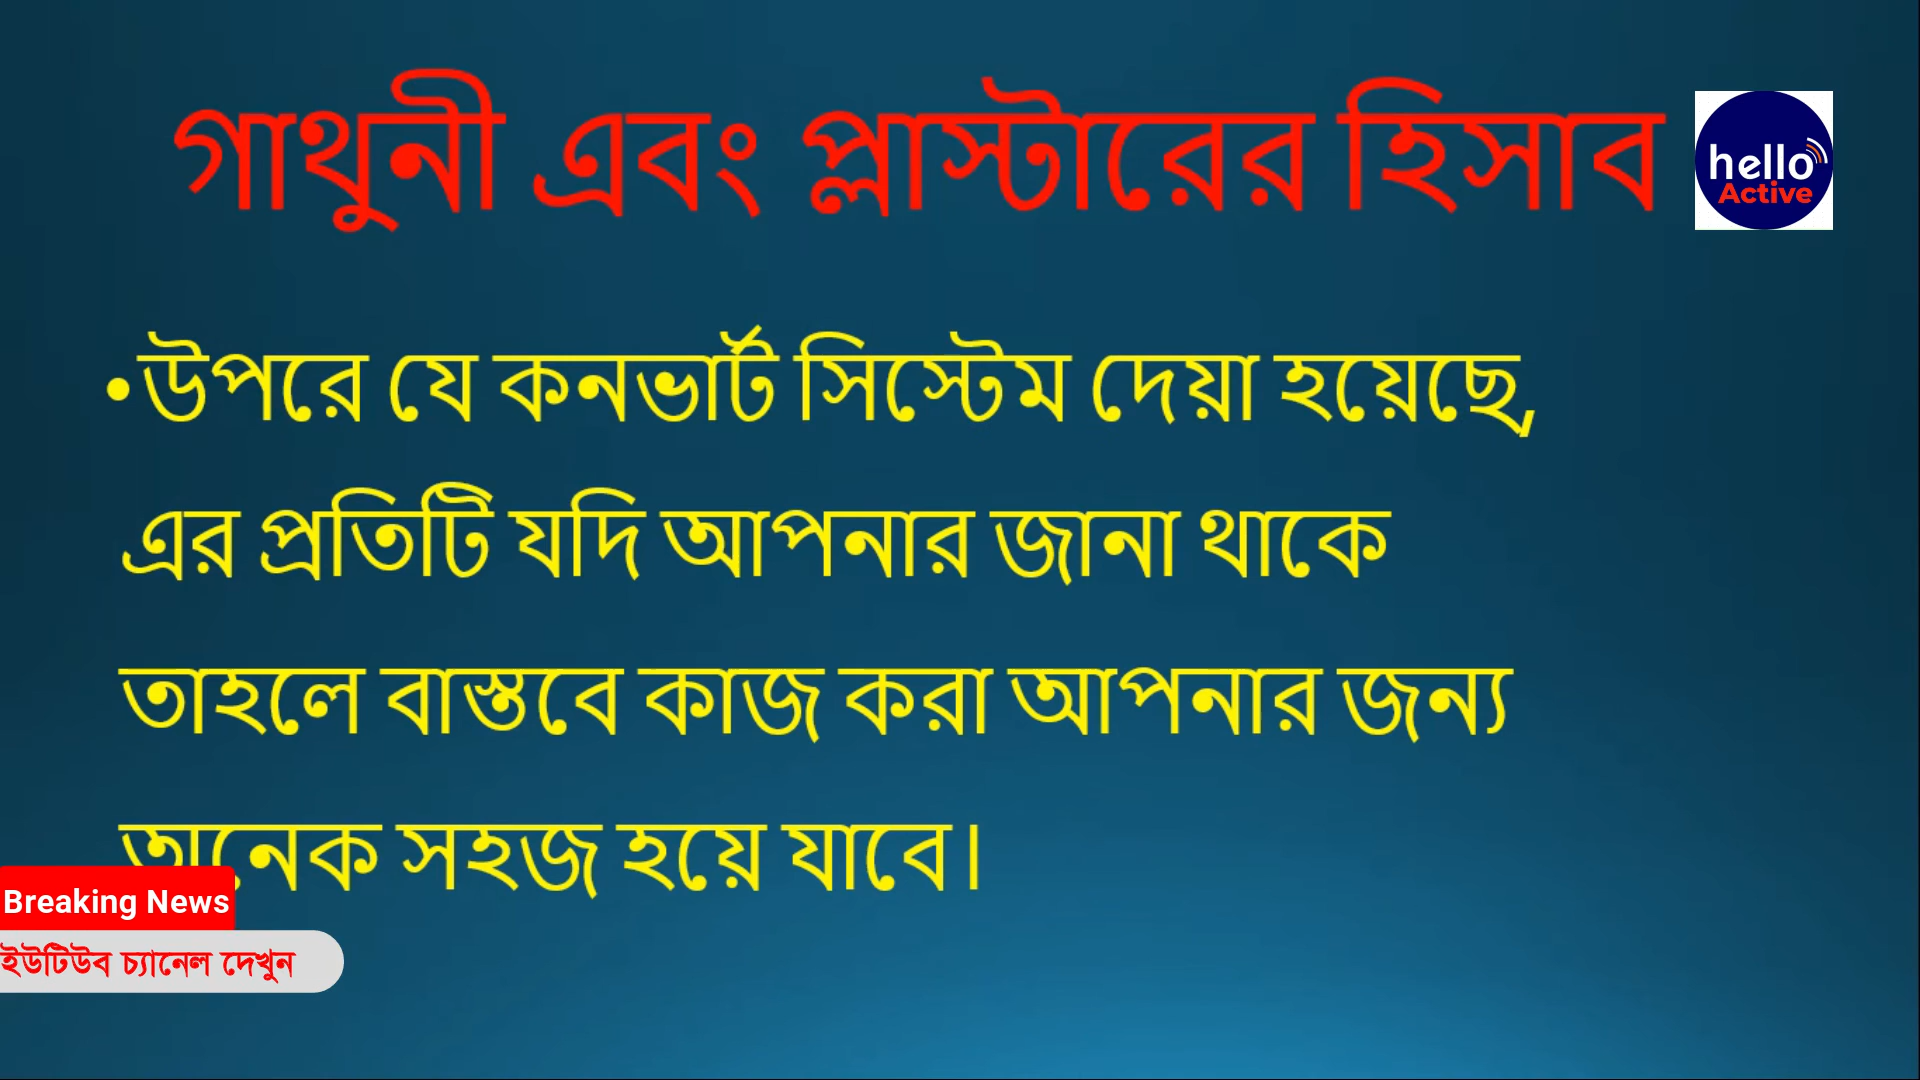 গাথুনী এবং প্লাস্টারের হিসাব
hello
Active
•উপরে যে কনভার্ট সিস্টেম দেয়া হয়েছে,
এর প্রতিটি যদি আপনার জানা থাকে
তাহলে বাস্তবে কাজ করা আপনার জন্য
অনেক সহজ হয়ে যাবে।
Breaking News
ইউটিউব চ্যানেল দেখুন